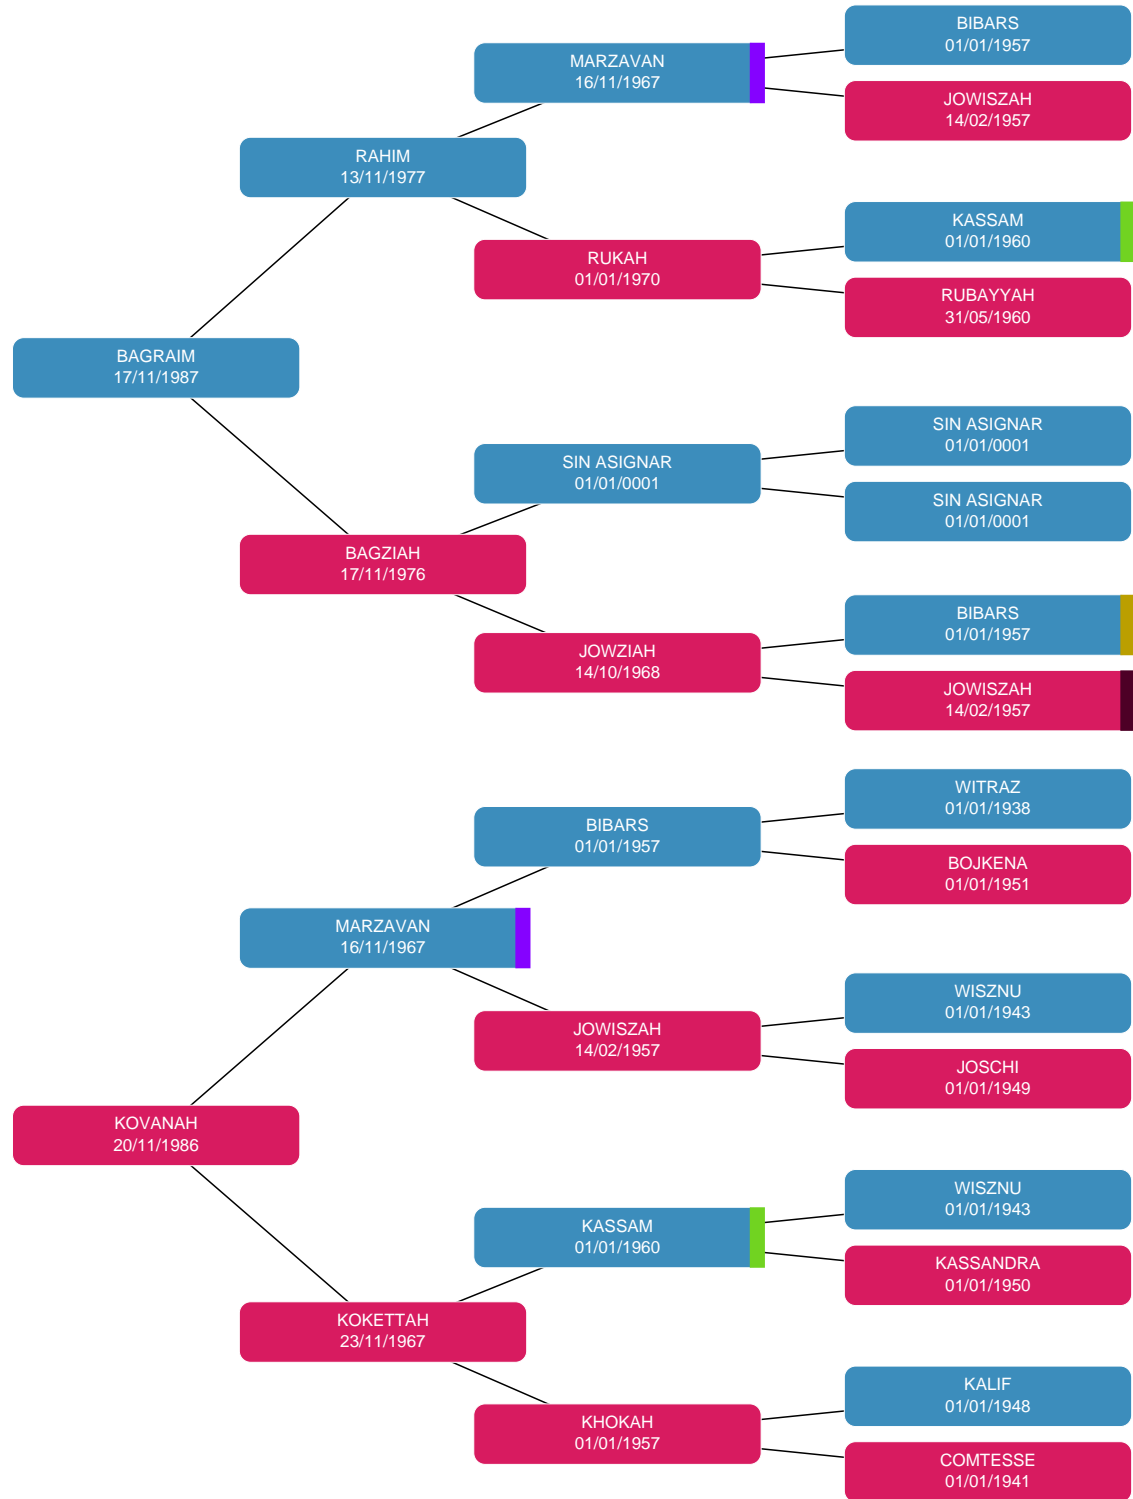 BIBARS
01/01/1957
MARZAVAN
16/11/1967
JOWISZAH
14/02/1957
RAHIM
13/11/1977
KASSAM
01/01/1960
RUKAH
01/01/1970
RUBAYYAH
31/05/1960
BAGRAIM
17/11/1987
SIN ASIGNAR
01/01/0001
SIN ASIGNAR
01/01/0001
SIN ASIGNAR
01/01/0001
BAGZIAH
17/11/1976
BIBARS
01/01/1957
JOWZIAH
14/10/1968
JOWISZAH
14/02/1957
WITRAZ
01/01/1938
BIBARS
01/01/1957
BOJKENA
01/01/1951
MARZAVAN
16/11/1967
WISZNU
01/01/1943
JOWISZAH
14/02/1957
JOSCHI
01/01/1949
KOVANAH
20/11/1986
WISZNU
01/01/1943
KASSAM
01/01/1960
KASSANDRA
01/01/1950
KOKETTAH
23/11/1967
KALIF
01/01/1948
KHOKAH
01/01/1957
COMTESSE
01/01/1941